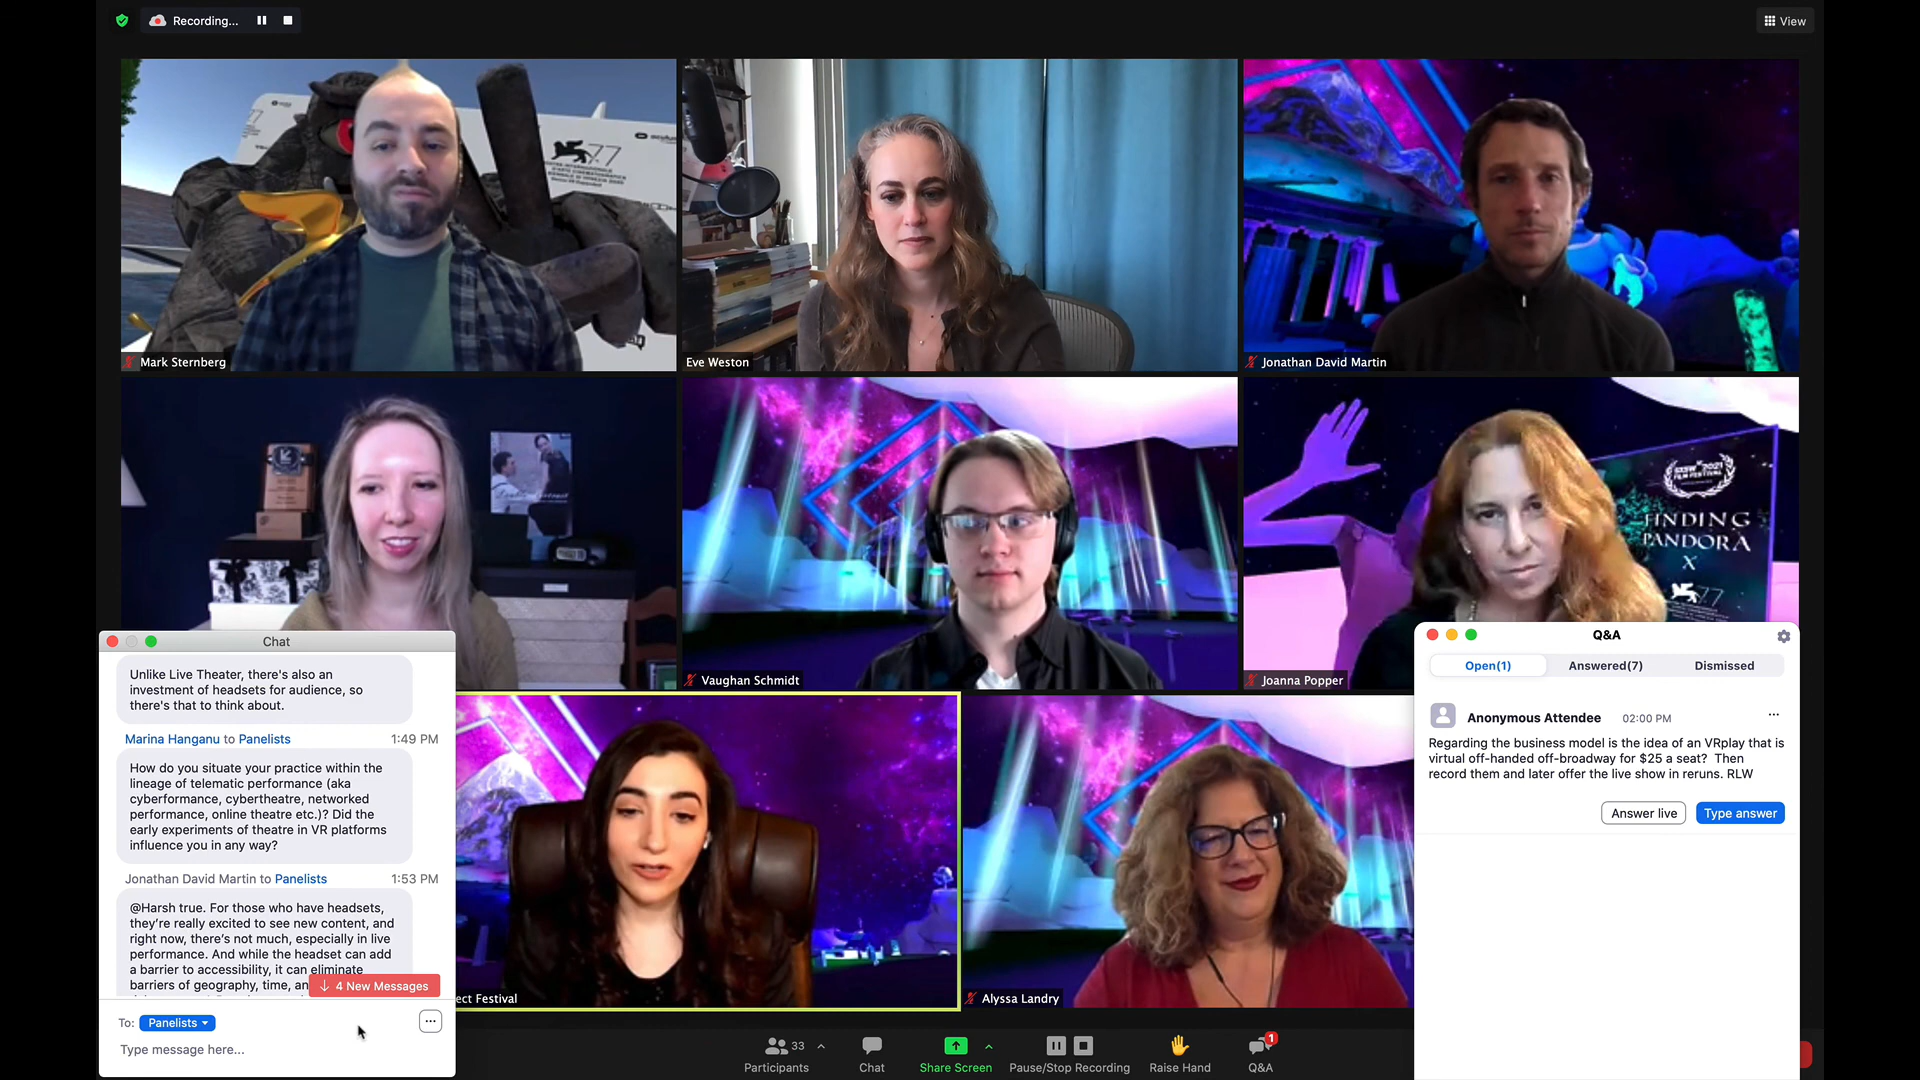 Recording...
View
77
Mark Sternberg
Eve Weston
Jonathan David Martin
SXSW 2021
FILM FESTIVAL
FINDING
PANDORA
X
77
Vaughan Schmidt
Joanna Popper
Chat
Unlike Live Theater, there's also an
investment of headsets for audience, so
there's that to think about.
Marina Hanganu to Panelists 1:49 PM
How do you situate your practice within the
lineage of telematic performance (aka
cyberformance, cybertheatre, networked
performance, online theatre etc.)? Did the
early experiments of theatre in VR platforms
influence you in any way?
Jonathan David Martin to Panelists 1:53 PM
@Harsh true. For those who have headsets,
they're really excited to see new content, and
right now, there's not much, especially in live
performance. And while the headset can add
a barrier to accessibility, it can eliminate
barriers of geography, time, an
4 New Messages
To: Panelists
Type message here...
ect Festival
Alyssa Landry
Q&A
Open(1) Answered(7) Dismissed
Anonymous Attendee 02:00 PM
Regarding the business model is the idea of an VRplay that is
virtual off-handed off-broadway for $25 a seat? Then
record them and later offer the live show in reruns. RLW
Answer live Type answer
33 1
Participants Chat Share Screen Pause/Stop Recording Raise Hand Q&A